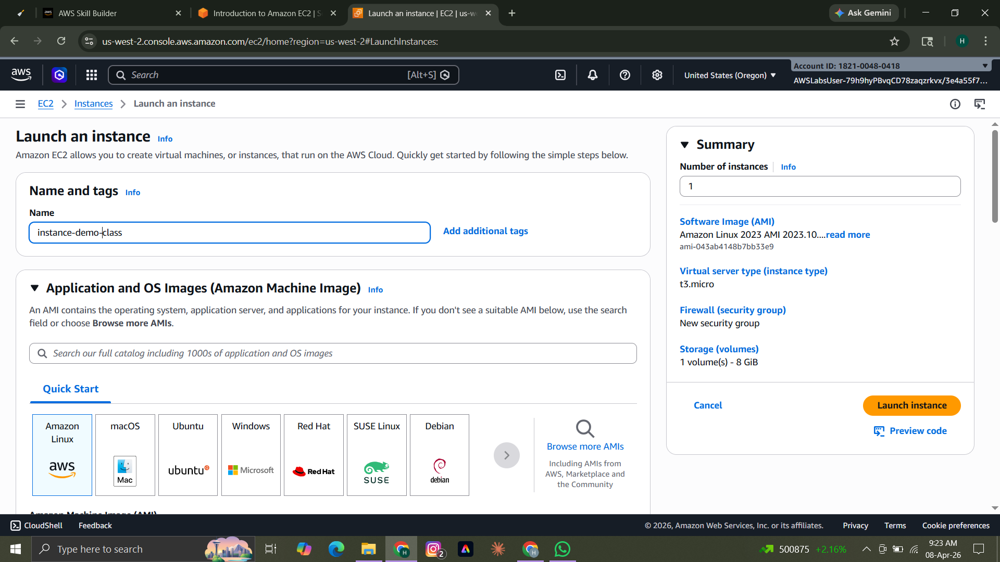 AWS Skill Builder
Introduction to Amazon EC2 | S
Launch an instance | EC2 | us-w
Ask Gemini
us-west-2.console.aws.amazon.com/ec2/home?region=us-west-2#LaunchInstances:
H
aws
Search
[Alt+S]
United States (Oregon)
Account ID: 1821-0048-0418
AWSLabsUser-79h9hyPBvqCD78zaqzrkvx/3e4a55f7...
EC2
Instances
Launch an instance
Launch an instance Info
Amazon EC2 allows you to create virtual machines, or instances, that run on the AWS Cloud. Quickly get started by following the simple steps below.
Name and tags Info
Name
instance-demo-class
Add additional tags
Application and OS Images (Amazon Machine Image) Info
An AMI contains the operating system, application server, and applications for your instance. If you don't see a suitable AMI below, use the search
field or choose Browse more AMIs.
Search our full catalog including 1000s of application and OS images
Quick Start
Amazon
Linux
aws
macOS
Mac
Ubuntu
ubuntu
Windows
Microsoft
Red Hat
Red Hat
SUSE Linux
SUSE
Debian
debian
Browse more AMIs
Including AMIs from
AWS, Marketplace and
the Community
Amazon Machine Image (AMI)
Summary
Number of instances Info
1
Software Image (AMI)
Amazon Linux 2023 AMI 2023.10....read more
ami-043ab4148b7bb33e9
Virtual server type (instance type)
t3.micro
Firewall (security group)
New security group
Storage (volumes)
1 volume(s) - 8 GiB
Cancel
Launch instance
Preview code
CloudShell
Feedback
© 2026, Amazon Web Services, Inc. or its affiliates.
Privacy
Terms
Cookie preferences
Type here to search
H
2
H
500875 +2.16%
9:23 AM
08-Apr-26